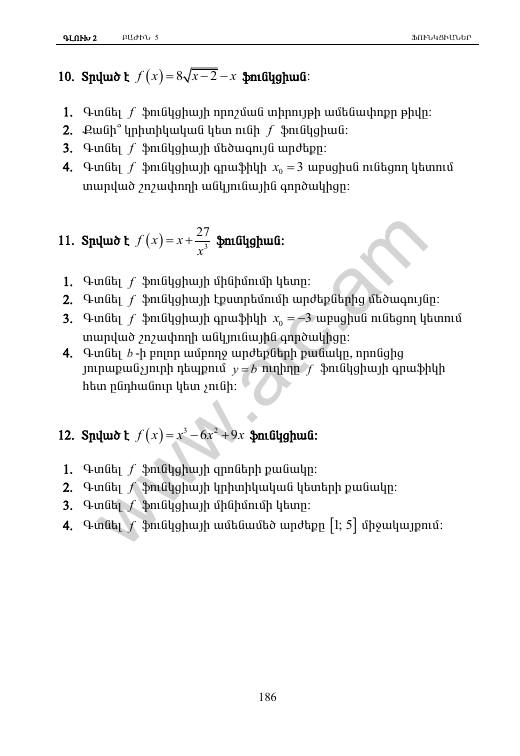 ԳԼՈՒԽ 2 ԲԱԺԻՆ 5 ՖՈՒՆԿՑԻԱՆԵՐ
10. Տրված է f(x)=8√(x−2)−x ֆունկցիան:
1. Գտնել f ֆունկցիայի որոշման տիրույթի ամենափոքր թիվը:
2. Քանի՞ կրիտիկական կետ ունի f ֆունկցիան:
3. Գտնել f ֆունկցիայի մեծագույն արժեքը:
4. Գտնել f ֆունկցիայի գրաֆիկի x₀ = 3 աբսցիսն ունեցող կետում
տարված շոշափողի անկյունային գործակիցը:
11. Տրված է f(x)=x+27/x³ ֆունկցիան:
1. Գտնել f ֆունկցիայի մինիմումի կետը:
2. Գտնել f ֆունկցիայի էքստրեմումի արժեքներից մեծագույնը:
3. Գտնել f ֆունկցիայի գրաֆիկի x₀ = −3 աբսցիսն ունեցող կետում
տարված շոշափողի անկյունային գործակիցը:
4. Գտնել b-ի բոլոր ամբողջ արժեքների քանակը, որոնցից
յուրաքանչյուրի դեպքում y = b ուղիղը f ֆունկցիայի գրաֆիկի
հետ ընդհանուր կետ չունի:
12. Տրված է f(x)=x³−6x²+9x ֆունկցիան:
1. Գտնել f ֆունկցիայի զրոների քանակը:
2. Գտնել f ֆունկցիայի կրիտիկական կետերի քանակը:
3. Գտնել f ֆունկցիայի մինիմումի կետը:
4. Գտնել f ֆունկցիայի ամենամեծ արժեքը [1; 5] միջակայքում:
www.atc.am
186